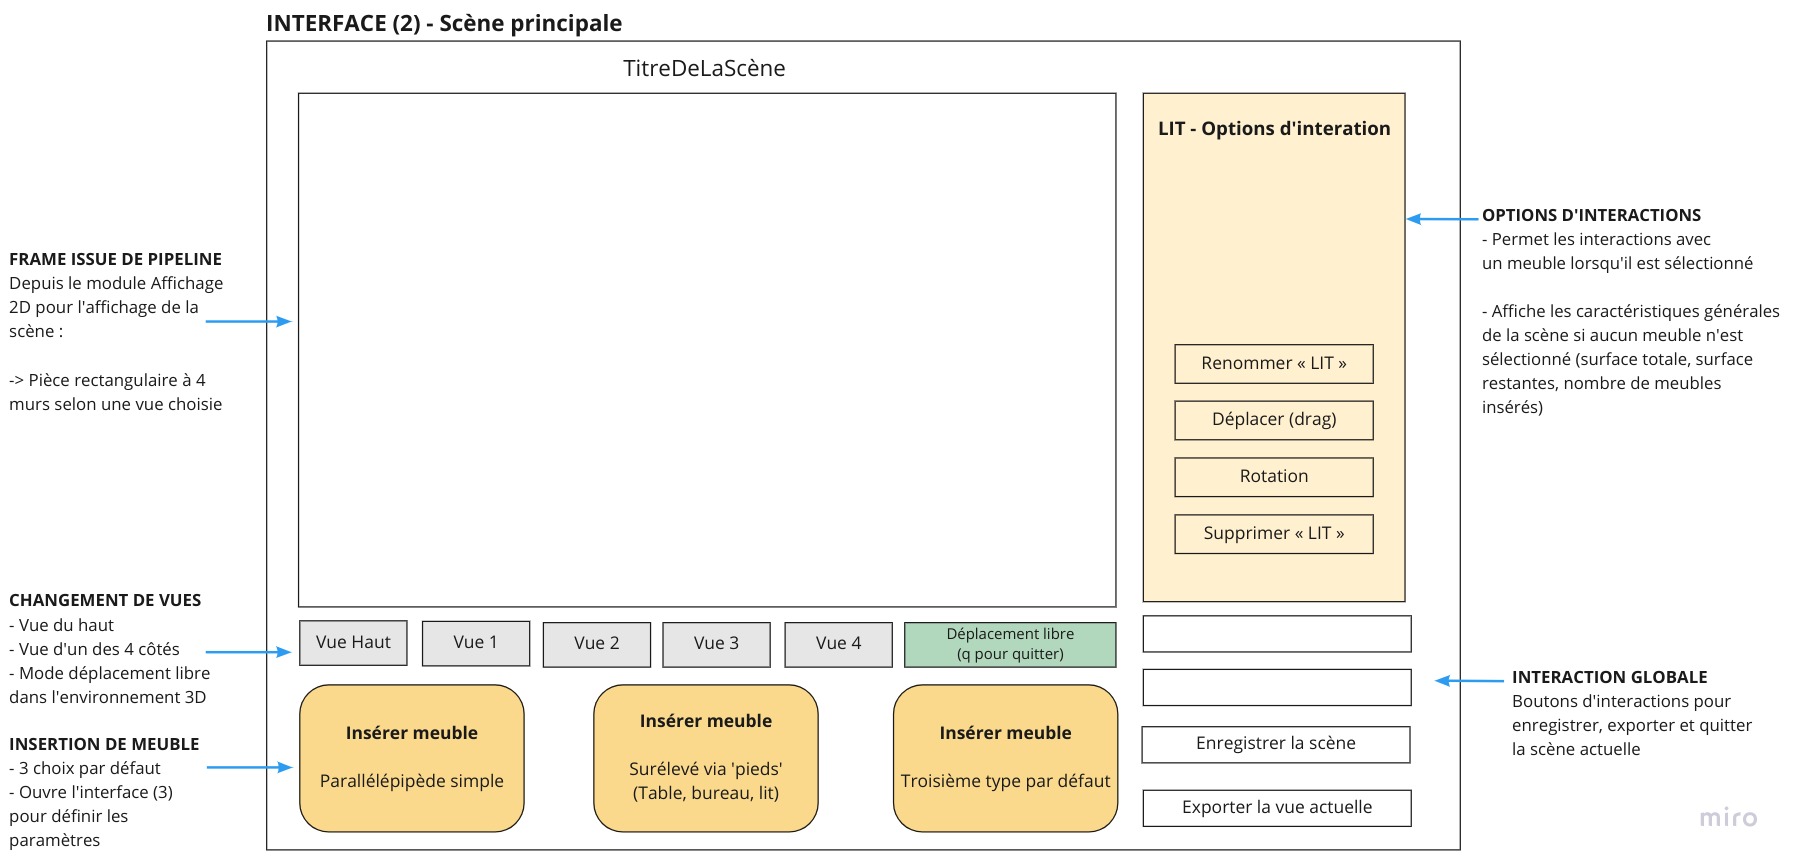 INTERFACE (2) - Scène principale
TitreDeLaScène
FRAME ISSUE DE PIPELINE
Depuis le module Affichage
2D pour l'affichage de la
scène :
-> Pièce rectangulaire à 4
murs selon une vue choisie
CHANGEMENT DE VUES
- Vue du haut
- Vue d'un des 4 côtés
- Mode déplacement libre
dans l'environnement 3D
INSERTION DE MEUBLE
- 3 choix par défaut
- Ouvre l'interface (3)
pour définir les
paramètres
Vue Haut
Vue 1
Vue 2
Vue 3
Vue 4
Déplacement libre
(q pour quitter)
Insérer meuble
Parallélépipède simple
Insérer meuble
Surélevé via 'pieds'
(Table, bureau, lit)
Insérer meuble
Troisième type par défaut
LIT - Options d'interation
Renommer « LIT »
Déplacer (drag)
Rotation
Supprimer « LIT »
Enregistrer la scène
Exporter la vue actuelle
OPTIONS D'INTERACTIONS
- Permet les interactions avec
un meuble lorsqu'il est sélectionné
- Affiche les caractéristiques générales
de la scène si aucun meuble n'est
sélectionné (surface totale, surface
restantes, nombre de meubles
insérés)
INTERACTION GLOBALE
Boutons d'interactions pour
enregistrer, exporter et quitter
la scène actuelle
miro